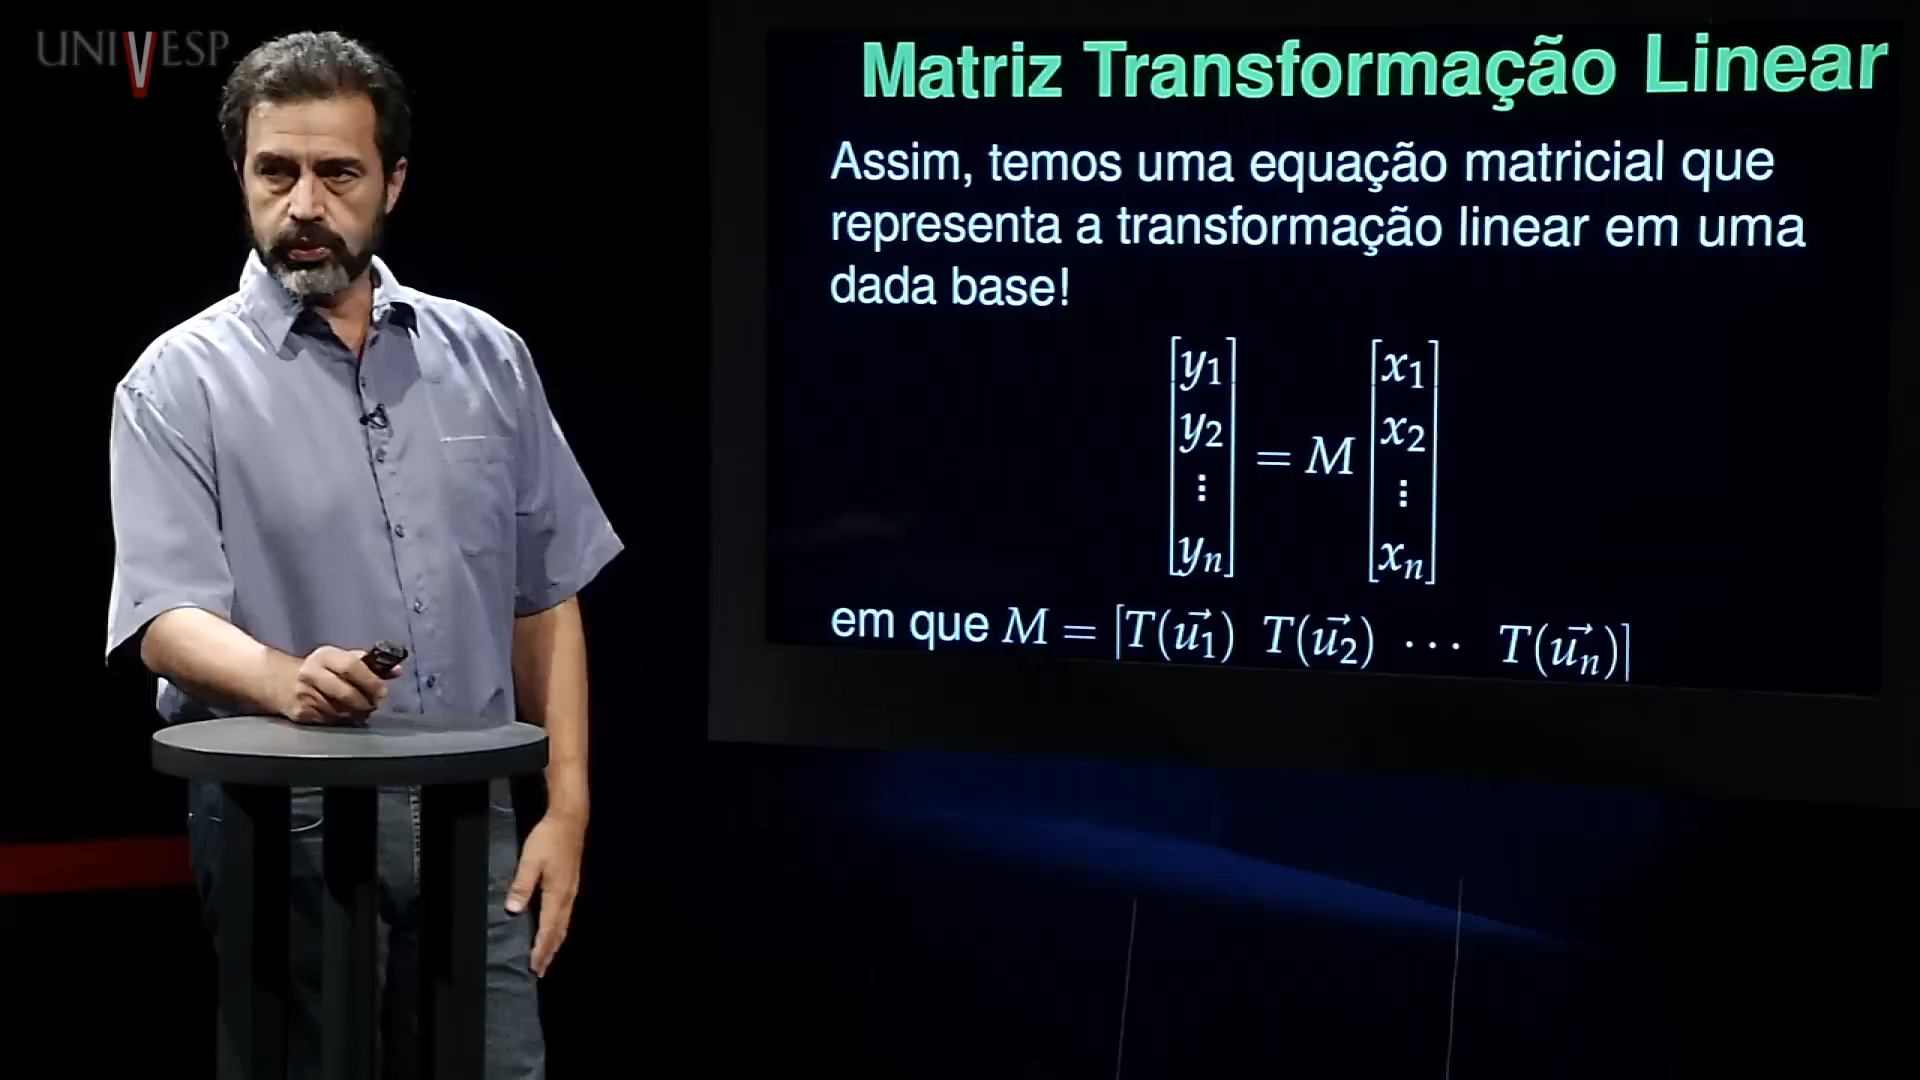 UNIVESP
Matriz Transformação Linear
Assim, temos uma equação matricial que
representa a transformação linear em uma
dada base!
[y₁ y₂ ⋮ yₙ] = M [x₁ x₂ ⋮ xₙ]
em que M = [T(u⃗₁) T(u⃗₂) ⋯ T(u⃗ₙ)]